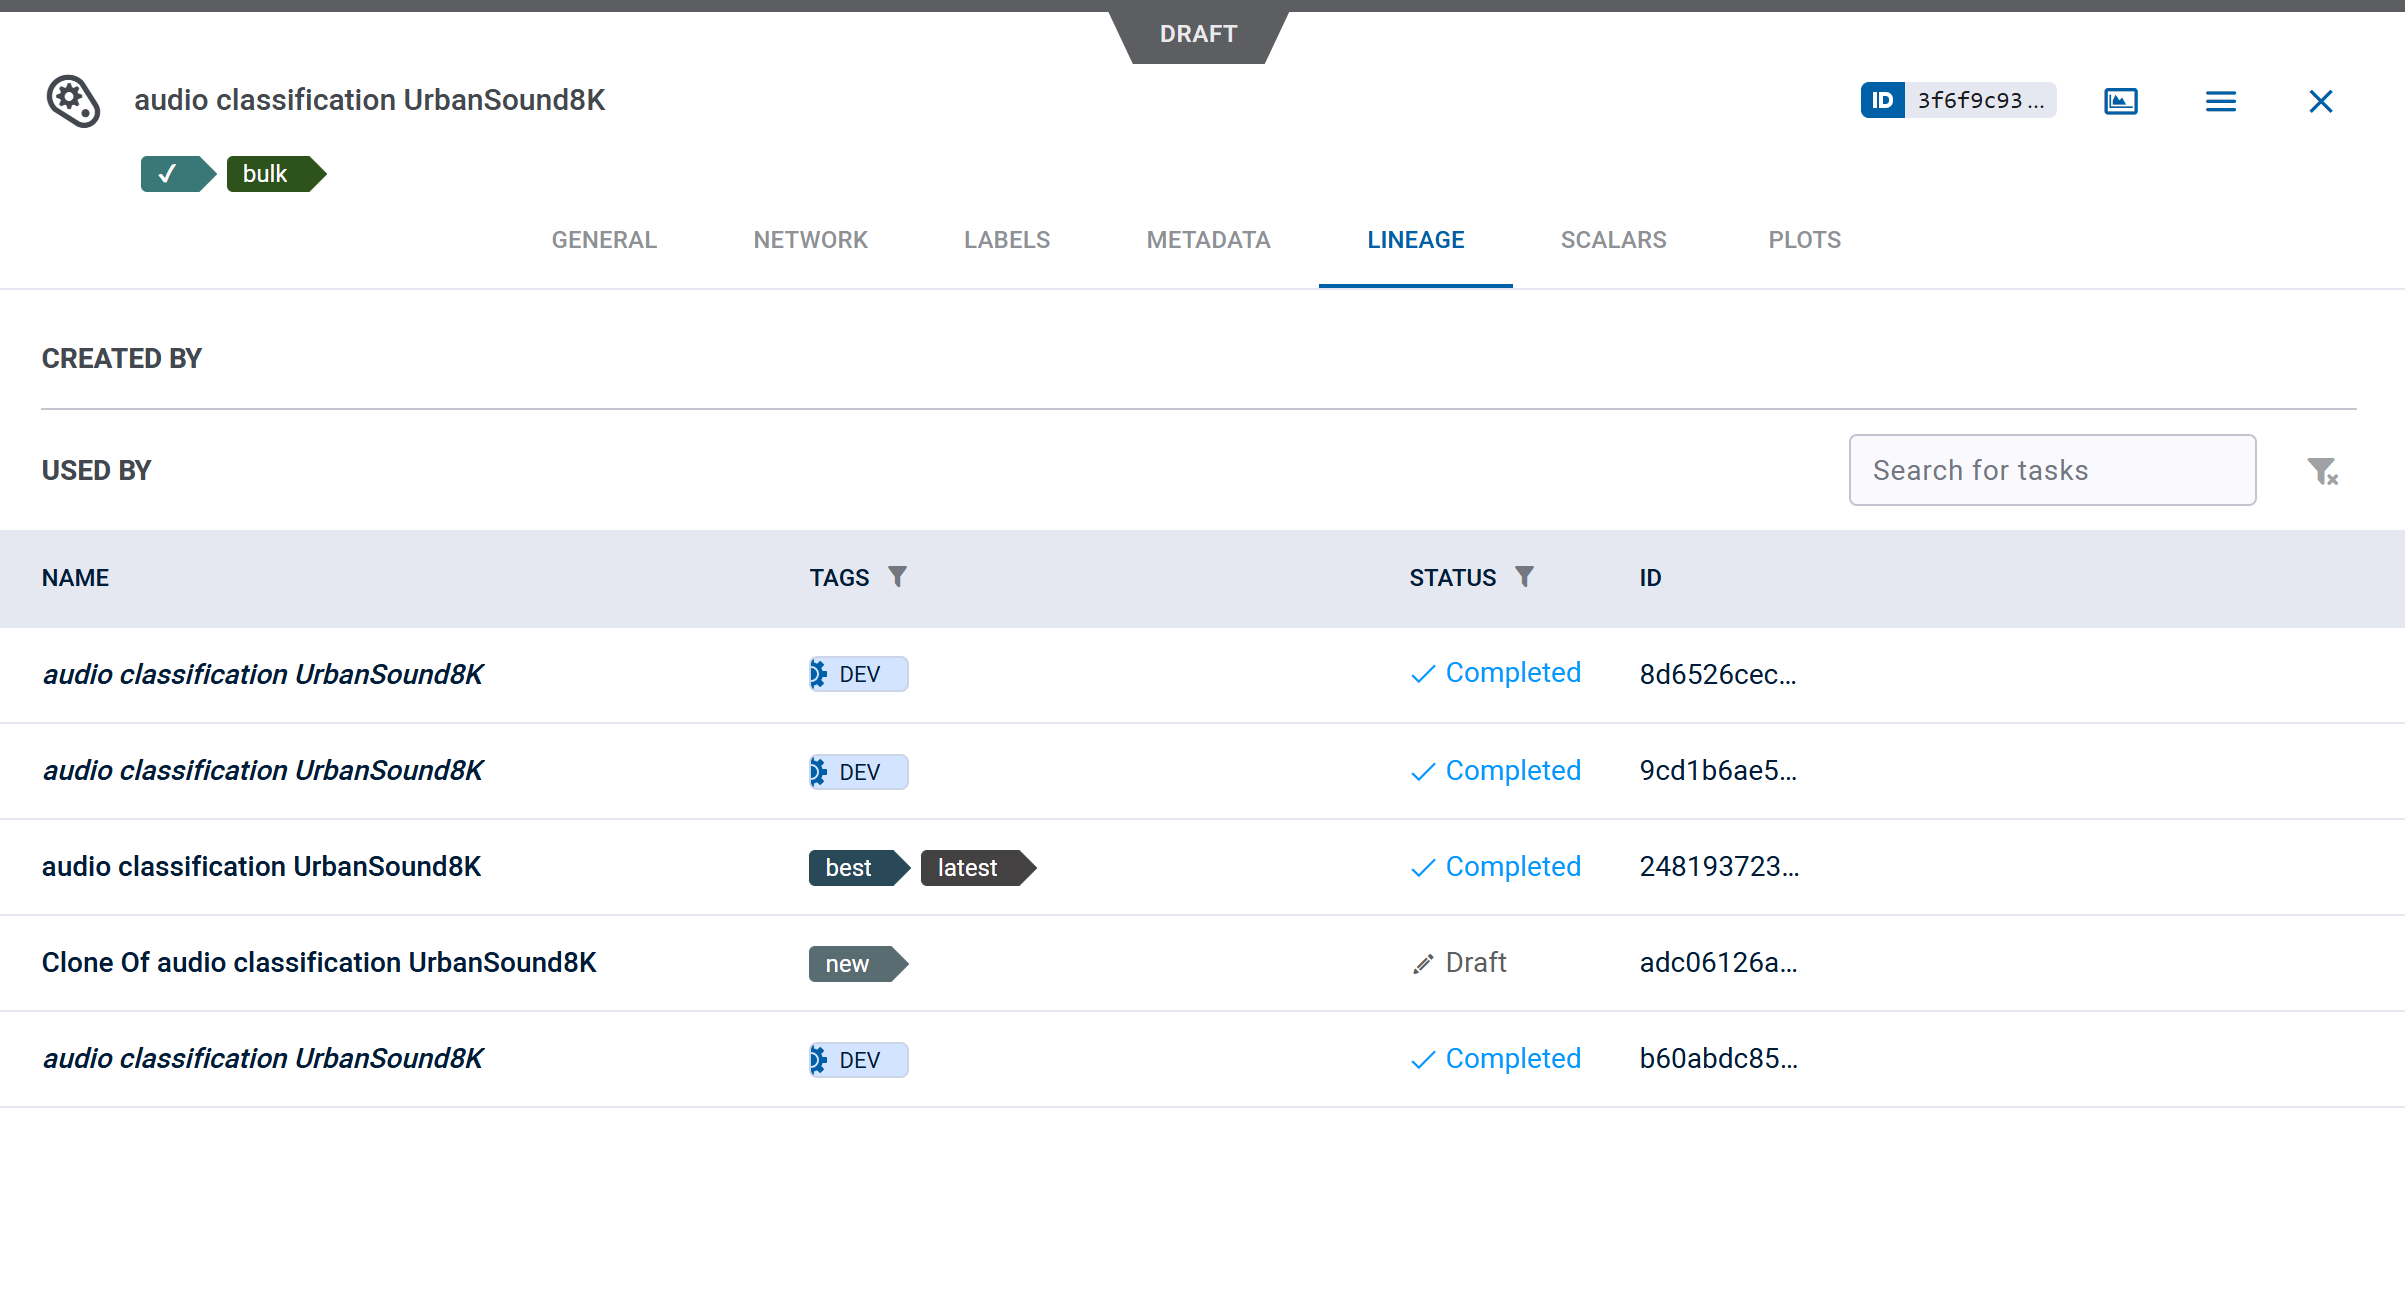 DRAFT
audio classification UrbanSound8K
ID 3f6f9c93...
✓ bulk
GENERAL NETWORK LABELS METADATA LINEAGE SCALARS PLOTS
CREATED BY
USED BY
Search for tasks
NAME TAGS STATUS ID
audio classification UrbanSound8K DEV Completed 8d6526cec...
audio classification UrbanSound8K DEV Completed 9cd1b6ae5...
audio classification UrbanSound8K best latest Completed 248193723...
Clone Of audio classification UrbanSound8K new Draft adc06126a...
audio classification UrbanSound8K DEV Completed b60abdc85...